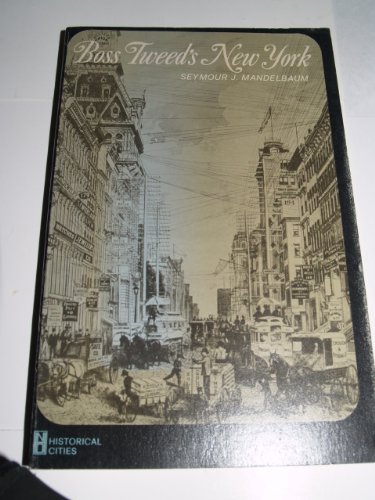 Boss Tweed's New York
SEYMOUR J. MANDELBAUM
HISTORICAL
CITIES